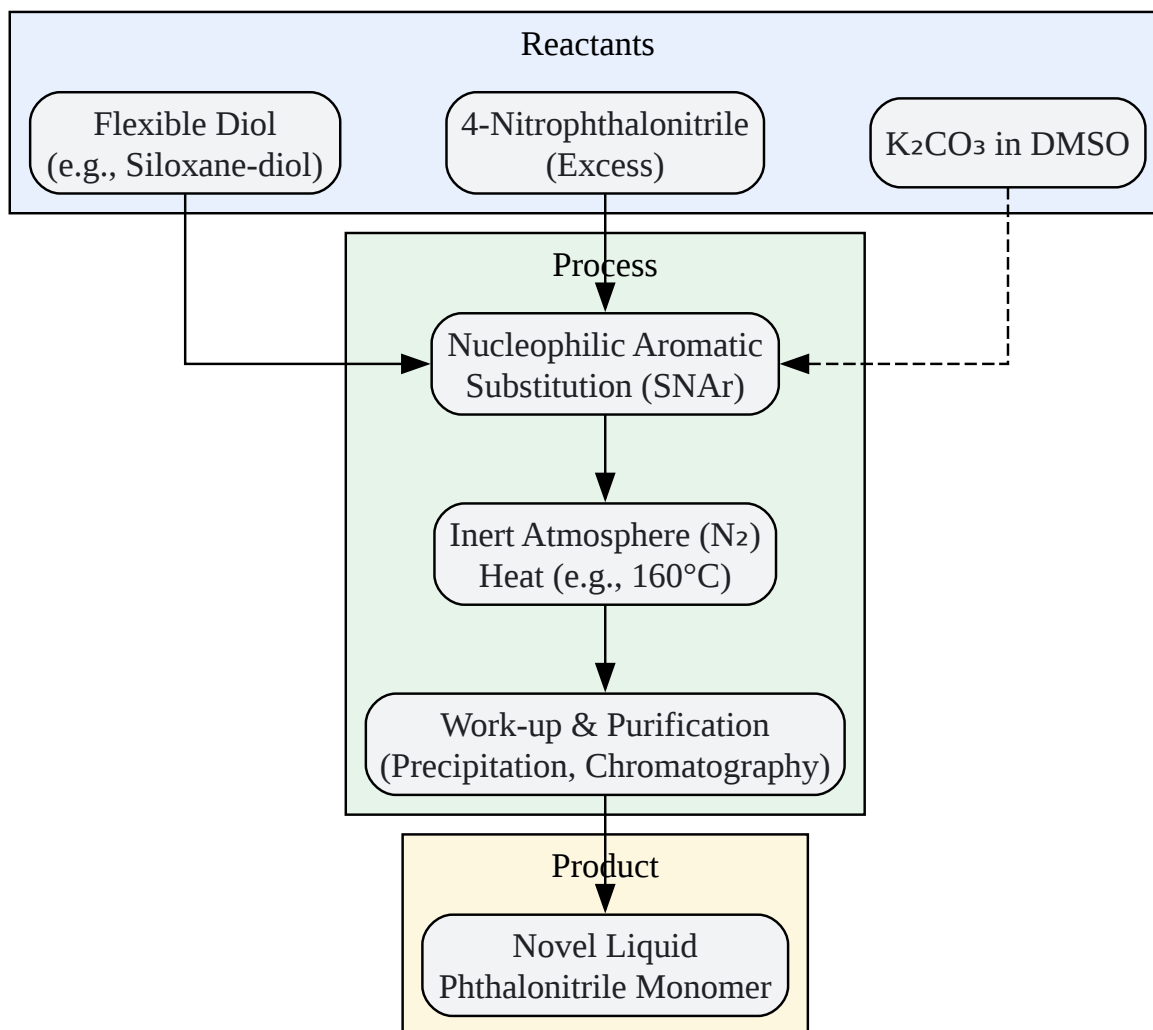 Reactants
Flexible Diol
(e.g., Siloxane-diol)
4-Nitrophthalonitrile
(Excess)
K₂CO₃ in DMSO
Process
Nucleophilic Aromatic
Substitution (SNAr)
Inert Atmosphere (N₂)
Heat (e.g., 160°C)
Work-up & Purification
(Precipitation, Chromatography)
Product
Novel Liquid
Phthalonitrile Monomer